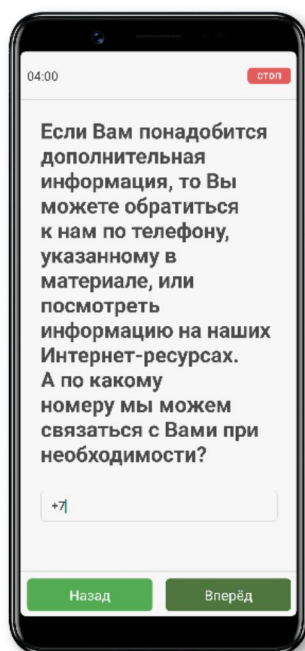 04:00 стоп
Если Вам понадобится
дополнительная
информация, то Вы
можете обратиться
к нам по телефону,
указанному в
материале, или
посмотреть
информацию на наших
Интернет-ресурсах.
А по какому
номеру мы можем
связаться с Вами при
необходимости?
+7
Назад Вперёд